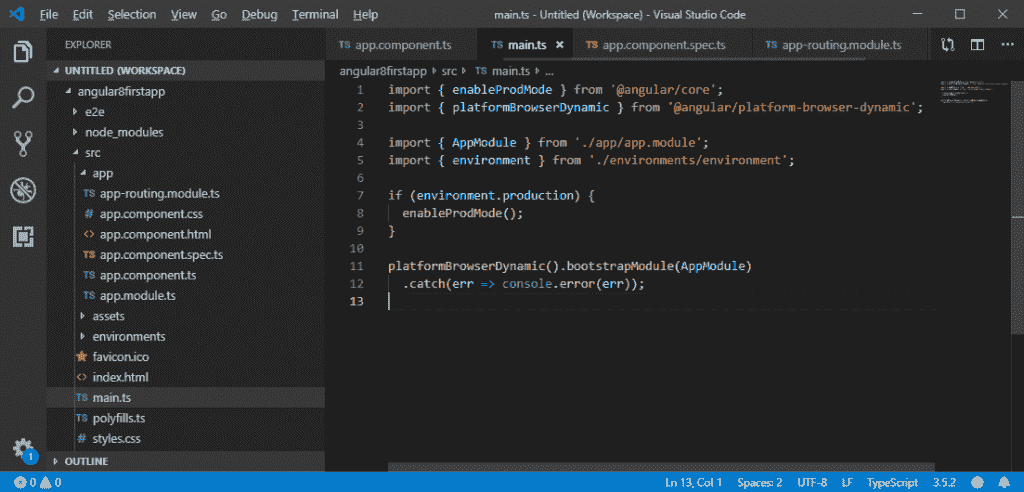 File Edit Selection View Go Debug Terminal Help main.ts - Untitled (Workspace) - Visual Studio Code
EXPLORER
UNTITLED (WORKSPACE)
angular8firstapp
e2e
node_modules
src
app
TS app-routing.module.ts
# app.component.css
<> app.component.html
TS app.component.spec.ts
TS app.component.ts
TS app.module.ts
assets
environments
favicon.ico
<> index.html
TS main.ts
TS polyfills.ts
# styles.css
OUTLINE
1
TS app.component.ts TS main.ts × TS app.component.spec.ts TS app-routing.module.ts ...
angular8firstapp › src › TS main.ts › ...
1 import { enableProdMode } from '@angular/core';
2 import { platformBrowserDynamic } from '@angular/platform-browser-dynamic';
3
4 import { AppModule } from './app/app.module';
5 import { environment } from './environments/environment';
6
7 if (environment.production) {
8   enableProdMode();
9 }
10
11 platformBrowserDynamic().bootstrapModule(AppModule)
12   .catch(err => console.error(err));
13
0 0 Ln 13, Col 1 Spaces: 2 UTF-8 LF TypeScript 3.5.2